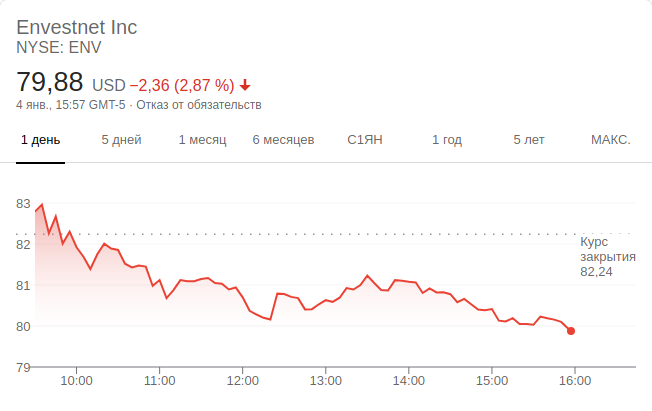 Envestnet Inc
NYSE: ENV
79,88 USD −2,36 (2,87 %)
4 янв., 15:57 GMT-5 · Отказ от обязательств
1 день 5 дней 1 месяц 6 месяцев С1ЯН 1 год 5 лет МАКС.
83
82
81
80
79
Курс
закрытия
82,24
10:00 11:00 12:00 13:00 14:00 15:00 16:00